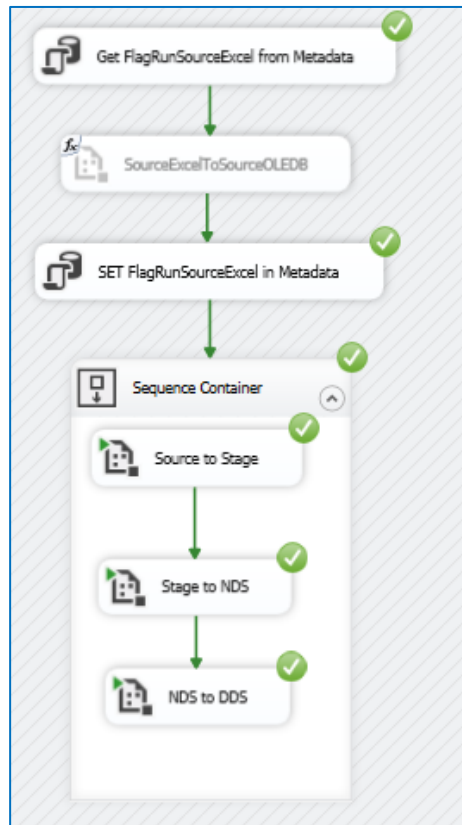 Get FlagRunSourceExcel from Metadata
fx
SourceExcelToSourceOLEDB
SET FlagRunSourceExcel in Metadata
Sequence Container
Source to Stage
Stage to NDS
NDS to DDS